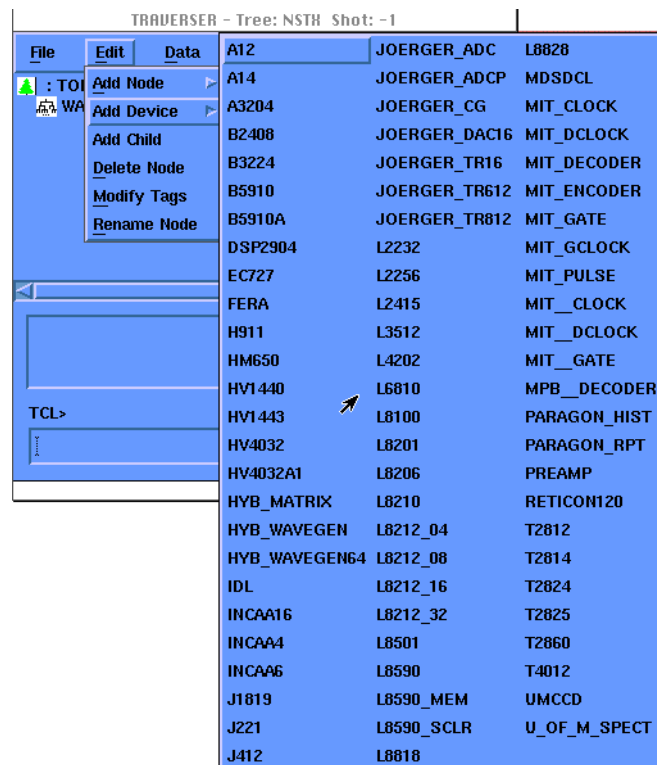 TRAVERSER - Tree: NSTX Shot: -1
File Edit Data
: TOP
WA
Add Node
Add Device
Add Child
Delete Node
Modify Tags
Rename Node
TCL>
A12 JOERGER_ADC L8828
A14 JOERGER_ADCP MDSDCL
A3204 JOERGER_CG MIT_CLOCK
B2408 JOERGER_DAC16 MIT_DCLOCK
B3224 JOERGER_TR16 MIT_DECODER
B5910 JOERGER_TR612 MIT_ENCODER
B5910A JOERGER_TR812 MIT_GATE
DSP2904 L2232 MIT_GCLOCK
EC727 L2256 MIT_PULSE
FERA L2415 MIT__CLOCK
H911 L3512 MIT__DCLOCK
HM650 L4202 MIT__GATE
HV1440 L6810 MPB__DECODER
HV1443 L8100 PARAGON_HIST
HV4032 L8201 PARAGON_RPT
HV4032A1 L8206 PREAMP
HYB_MATRIX L8210 RETICON120
HYB_WAVEGEN L8212_04 T2812
HYB_WAVEGEN64 L8212_08 T2814
IDL L8212_16 T2824
INCAA16 L8212_32 T2825
INCAA4 L8501 T2860
INCAA6 L8590 T4012
J1819 L8590_MEM UMCCD
J221 L8590_SCLR U_OF_M_SPECT
J412 L8818